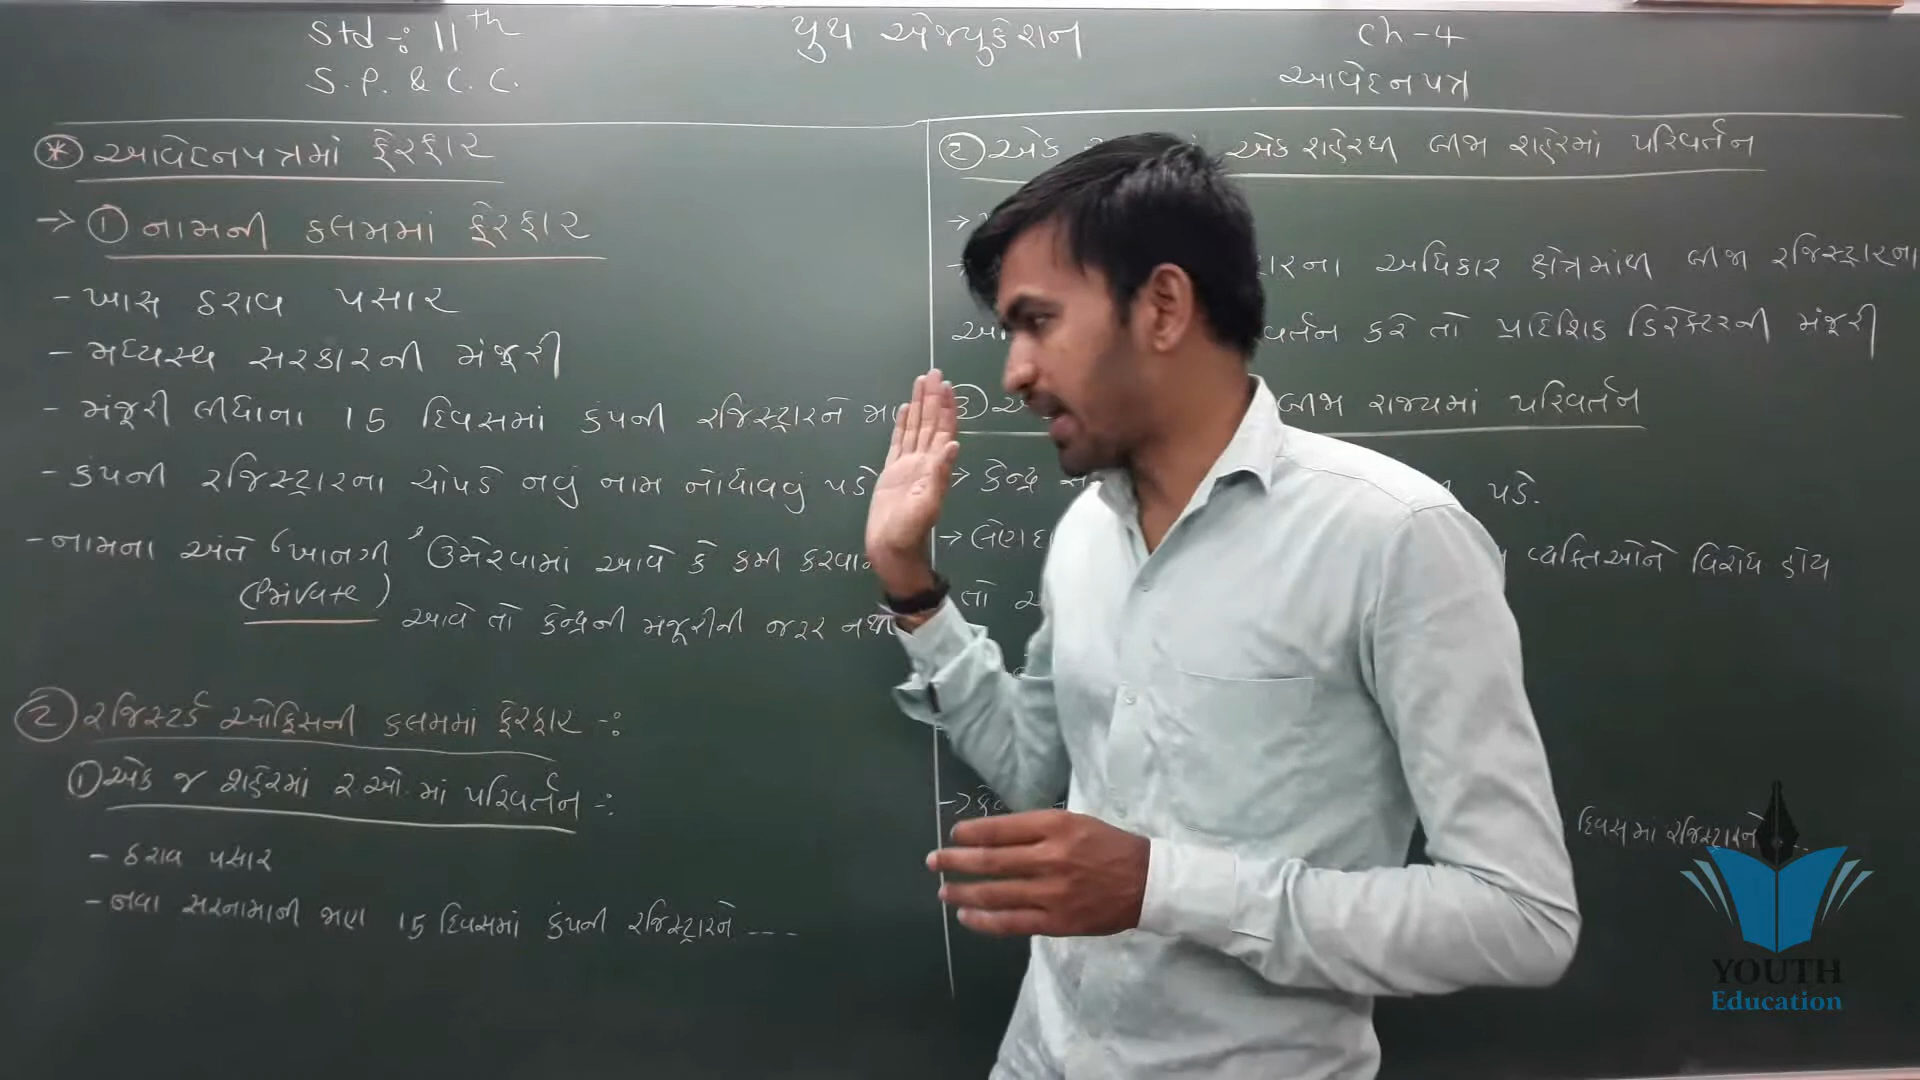 Std -: 11th
S.P. & C.C.
યુથ એજ્યુકેશન
Ch-4
આવેદનપત્ર
* આવેદનપત્રમાં ફેરફાર
→ ① નામની કલમમાં ફેરફાર
- ખાસ ઠરાવ પસાર
- મધ્યસ્થ સરકારની મંજૂરી
- મંજૂરી લીધાના 15 દિવસમાં કંપની રજિસ્ટ્રારને
- કંપની રજિસ્ટ્રારના ચોપડે નવું નામ નોંધાવવું પડે
- નામના અંતે 'ખાનગી' ઉમેરવામાં આવે કે કમી
(Private)
આવે તો કેન્દ્રની મંજૂરીની જરૂર નથી
② રજિસ્ટર્ડ ઓફિસની કલમમાં ફેરફાર -:
① એક જ શહેરમાં ર.ઓ.માં પરિવર્તન -:
- ઠરાવ પસાર
- નવા સરનામાની જાણ 15 દિવસમાં કંપની રજિસ્ટ્રારને ----
② એક એક શહેરથી બીજા શહેરમાં પરિવર્તન
અધિકાર ક્ષેત્રમાંથી બીજા રજિસ્ટ્રારના
કરે તો પ્રાદેશિક ડિરેક્ટરની મંજૂરી
③ બીજા રાજ્યમાં પરિવર્તન
→ કેન્દ્ર પડે.
→ વ્યક્તિઓને વિરોધ હોય
તો
દિવસમાં રજિસ્ટ્રારને
YOUTH
Education